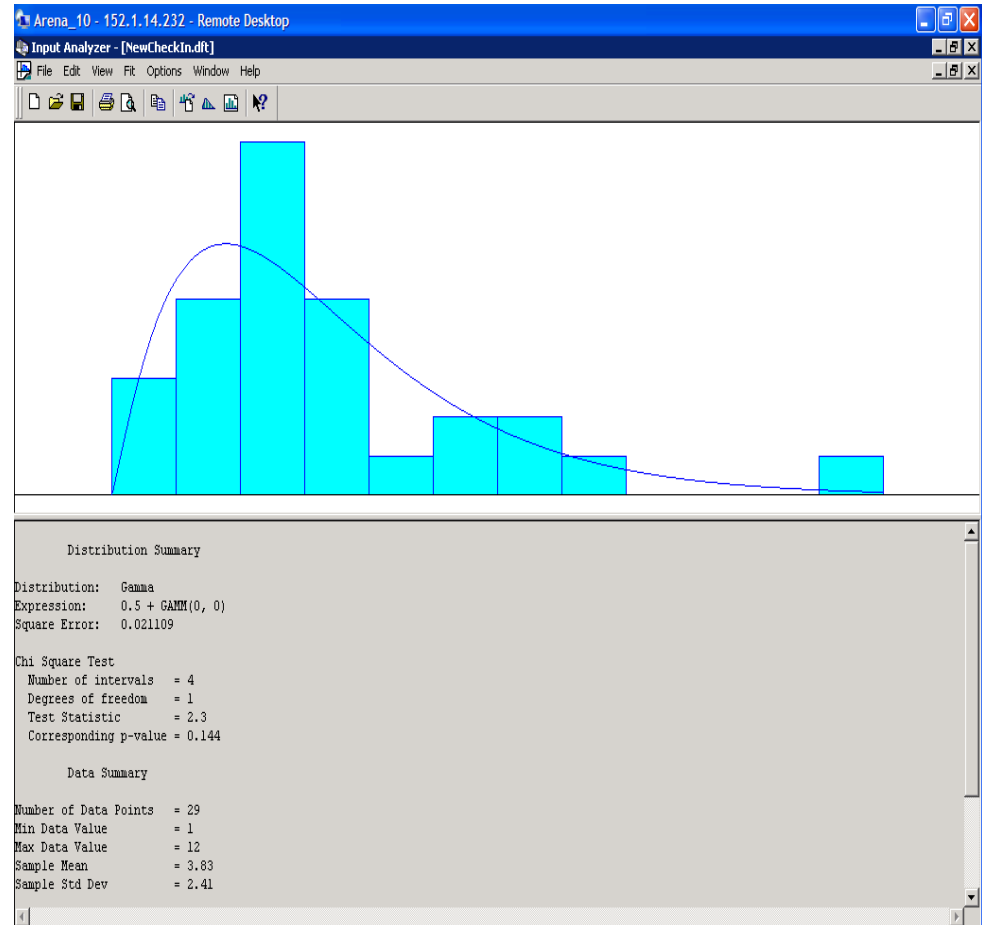 Arena_10 - 152.1.14.232 - Remote Desktop
Input Analyzer - [NewCheckIn.dft]
File Edit View Fit Options Window Help
Distribution Summary
Distribution: Gamma
Expression: 0.5 + GAMM(0, 0)
Square Error: 0.021109
Chi Square Test
Number of intervals = 4
Degrees of freedom = 1
Test Statistic = 2.3
Corresponding p-value = 0.144
Data Summary
Number of Data Points = 29
Min Data Value = 1
Max Data Value = 12
Sample Mean = 3.83
Sample Std Dev = 2.41